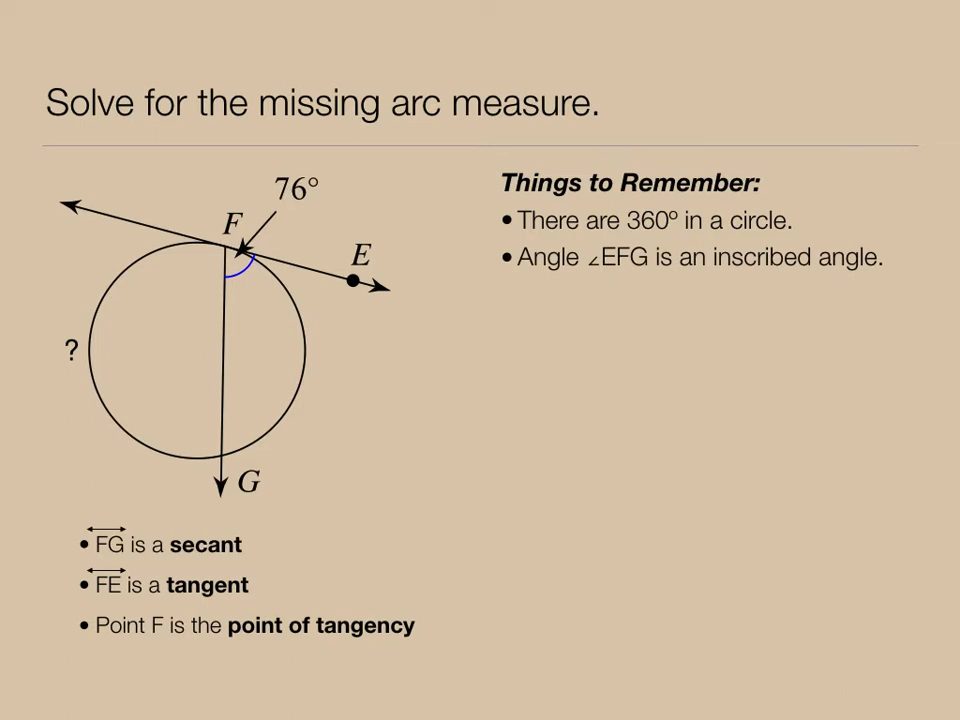 Solve for the missing arc measure.
76°
F
E
?
G
Things to Remember:
• There are 360º in a circle.
• Angle ∠EFG is an inscribed angle.
• FG is a secant
• FE is a tangent
• Point F is the point of tangency